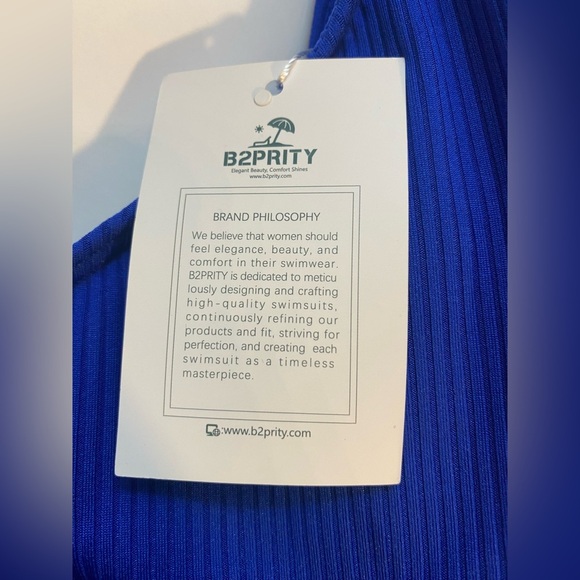 B2PRITY
Elegant Beauty, Comfort Shines
www.b2prity.com
BRAND PHILOSOPHY
We believe that women should
feel elegance, beauty, and
comfort in their swimwear.
B2PRITY is dedicated to meticu
lously designing and crafting
high-quality swimsuits,
continuously refining our
products and fit, striving for
perfection, and creating each
swimsuit as a timeless
masterpiece.
:www.b2prity.com